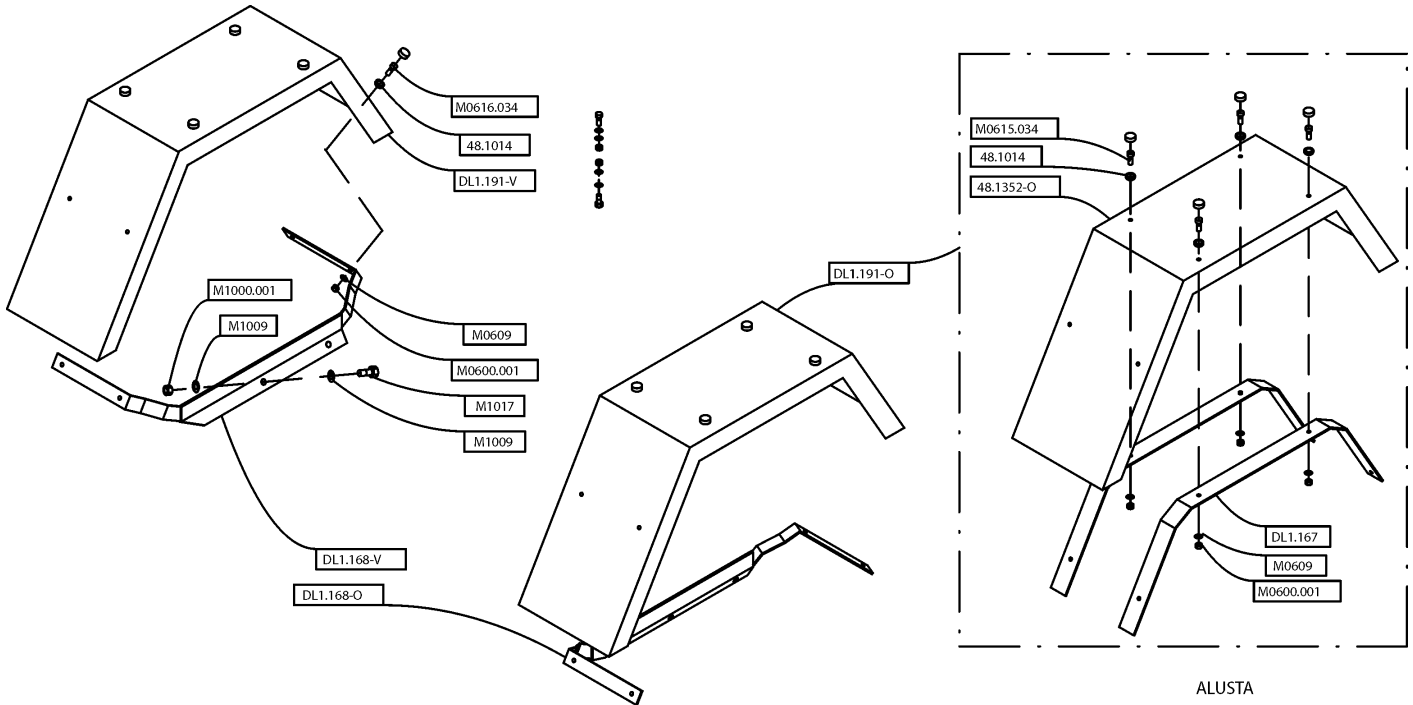 M0616.034
48.1014
DL1.191-V
M1000.001
M1009
M0609
M0600.001
M1017
M1009
DL1.168-V
DL1.168-O
DL1.191-O
M0615.034
48.1014
48.1352-O
DL1.167
M0609
M0600.001
ALUSTA